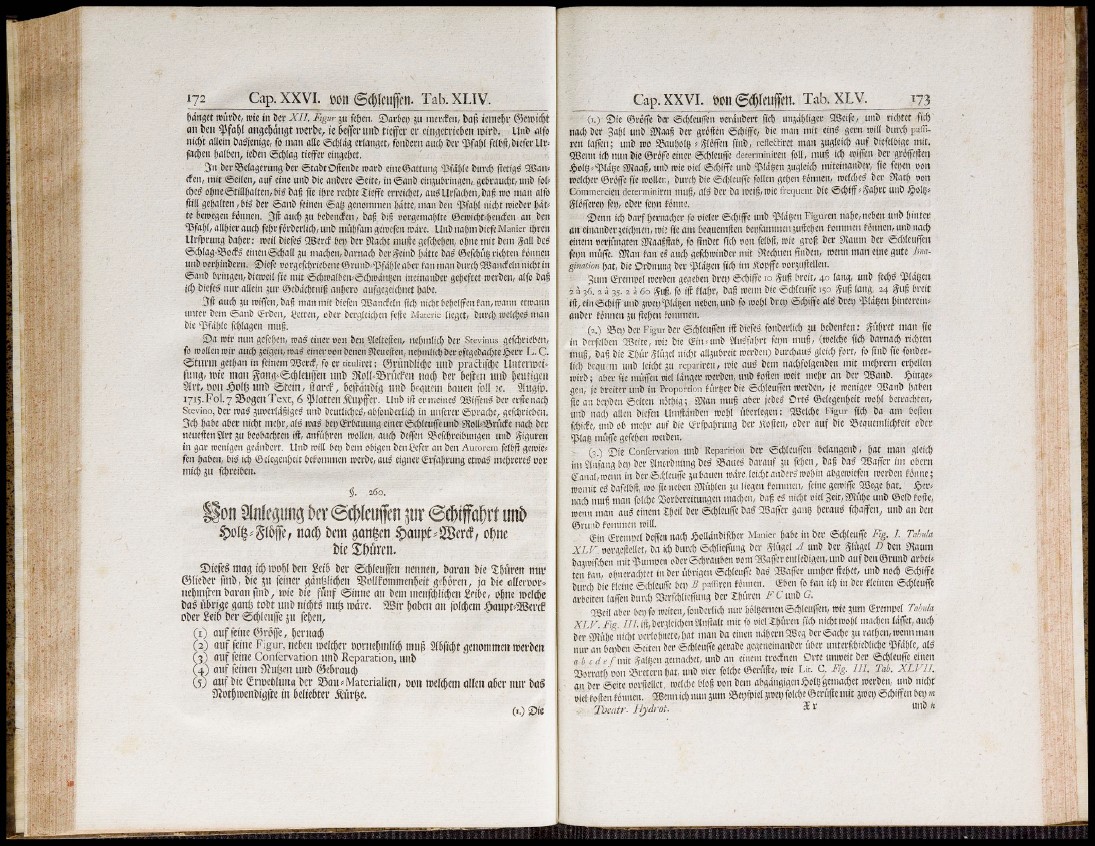 172 Cap. XXVI. von Schleussen. Tab. XLIV.
hänget würde, wie in der XII. Figur zu sehen. Darbey zu mercken, daß iemehr Gewicht
an den Pfahl angehängt werde, ie besser und tieffer er eingetrieben wird. Und also
nicht allein dasjenige, so man alle Schläg erlanget, sondern auch der Pfahl selbst, dieser Ur-
sachen halben, ieden Schlag tieffer eingehet.
In der Belagerung der Stadt Ostende ward eine Gattung Pfähle durch stetigs Wan-
cken, mit Seilen, auf eine und die andere Seite, in Sand einzubringen, gebraucht, und sol-
ches ohne Stillhalten, bis daß sie ihre rechte Tieffe erreichet, aus Ursachen, daß wo man also
still gehalten, bis der Sand seinen Satz genommen hätte, man den Pfahl nicht wieder hät-
te bewegen können. Ist auch zu bedencken, daß diß vorgemahlte Gewicht-hencken an den
Pfahl, allhier auch sehr förderlich, und mühsam gewesen wäre. Und nahm diese Manier ihren
Ursprung daher: weil dieses Werck bey der Nacht muste geschehen, ohne mit dem Fall des
Schlag-Bocks einen Schall zu machen, darnach der Feind hätte das Geschütz richten können
und verhindern. Diese vorgeschriebene Grund-Pfähle aber kan man durch Wanckeln nicht in
Sand bringen, dieweil sie mit Schwalben-Schwäntzen ineinander gehefftet werden, also daß
ich dieses nur allein zur Gedächtniß anhero aufgezeichnet habe.
Ist auch zu wissen, daß man mit diesen Wanckeln sich nicht behelffen kan, wann etwann
unter dem Sand Erden, Letten, oder dergleichen feste Materie lieget, durch welches man
die Pfähle schlagen muß.
Da wir nun gesehen, was einer von den Aeltesten, nehmlich der Stevinus geschrieben,
so wollen wir auch zeigen, was einer von denen Neuesten, nehmlich der oftgedachte Herr L. C.
Sturm gethan in seinem Werck, so er titulieret: Gründliche und practische Unterwei-
sung, wie man Fang-Schleussen und Roll-Brücken nach der besten und heutigen
Art, von Holtz und Stein, starck, beständig und bequem bauen soll ꝛc. Augsp.
1715. Fol. 7 Bogen Text, 6 Platten Kupffer. Und ist er meines Wissens der erste nach
Stevino, der was zuverläßiges und deutliches, absonderlich in unserer Sprache, geschrieben.
Ich habe aber nicht mehr, als was bey Erbauung einer Schleusse und Roll-Brücke nach der
neuesten Art zu beobachten ist, anführen wollen, auch dessen Beschreibungen und Figuren
in gar wenigen geändert. Und will bey dem übrigen den Leser an den Autorem selbst gewie-
sen haben, bis ich Gelegenheit bekommen werde, aus eigner Erfahrung etwas mehrers vor
mich zu schreiben.
§. 260.
Von Anlegung der Schleussen zur Schiffahrt und
Holtz-Flösse, nach dem gantzen Haupt-Werck, ohne
die Thüren.
Dieses mag ich wohl den Leib der Schleussen nennen, daran die Thüren nur
Glieder sind, die zu seiner gäntzlichen Vollkommenheit gehören, ja die allervor-
nehmsten daran sind, wie die fünf Sinne an dem menschlichen Leibe, ohne welche
das übrige gantz todt und nichts nutz wäre. Wir haben an solchem Haupt-Werck
oder Leib der Schleusse zu sehen,
(1) auf seine Grösse, hernach
(2) auf seine Figur, neben welcher vornehmlich muß Absicht genommen werden
(3) auf seine Conservation und Reparation, und
(4) auf seinen Nutzen und Gebrauch
(5) auf die Erwehlung der Bau-Materialien, von welchem allen aber nur das
Nothwendigste in beliebter Kürtze.
(1.) Die
Cap. XXVI. von Schleussen. Tab. XLV. 173
(1.) Die Grösse der Schleussen verändert sich unzähliger Weise, und richtet sich
nach der Zahl und Maaß der grösten Schiffe, die man mit eins gern will durch passi-
ren lassen; und wo Bauholtz-Flössen sind, reflectiret man zugleich auf dieselbige mit.
Wenn ich nun die Grösse einer Schleusse determiniren soll, muß ich wissen der grössesten
Holtz-Plätze Maaß, und wie viel Schiffe und Plätzen zugleich miteinander, sie seyen von
welcher Grösse sie wollen, durch die Schleusse sollen gehen können, welches der Rath von
Commercien determiniren muß, als der da weiß, wie frequent die Schiff-Fahrt und Holtz-
Flösserey sey, oder seyn könne.
Denn ich darf hernacher so vieler Schiffe und Plätzen Figuren nahe, neben und hinter
an einander zeichnen, wie sie am bequemsten beysammen zustehen kommen können, und nach
einem verjüngten Maaßstab, so findet sich von selbst, wie groß der Raum der Schleussen
seyn müsse. Man kan es auch geschwinder mit Rechnen finden, wenn man eine gute Ima-
gination hat, die Ordnung der Plätzen sich im Kopffe vorzustellen.
Zum Exempel werden gegeben drey Schiffe 10 Fuß breit, 40 lang, und sechs Plätzen
2 à 36. 2 à 35. 2 à 60 Fuß, so ist klahr, daß wenn die Schleusse 150 Fuß lang, 24 Fuß breit
ist, ein Schiff und zwey Plätzen neben, und so wohl drey Schiffe als drey Plätzen hinterein-
ander können zu stehen kommen.
(2.) Bey der Figur der Schleussen ist dieses sonderlich zu bedencken: Führet man sie
in derselben Weite, wie die Ein- und Ausfahrt seyn muß, (welche sich darnach richten
muß, daß die Thür Flügel nicht allzubreit werden) durchaus gleich fort, so sind sie sonder-
lich bequem und leicht zu repariren, wie aus dem nachfolgenden mit mehrern erhellen
wird; aber sie müssen viel länger werden, und kosten weit mehr an der Wand. Hinge-
gen, je breiter und in Proportion kürtzer die Schleussen werden, je weniger Wand haben
sie an beyden Seiten nöthig; Man muß aber jedes Orts Gelegenheit wohl betrachten,
und nach allen diesen Umständen wohl überlegen: Welche Figur sich da am besten
schicke, und ob mehr auf die Erspahrung der Kosten, oder auf die Bequemlichkeit oder
Platz müsse gesehen werden.
(3.) Die Conservation und Reparation der Schleussen belangend, hat man gleich
im Anfang bey der Anordnung des Baues darauf zu sehen, daß das Wasser im obern
Canal, wenn in der Schleusse zu bauen wäre leicht anders wohin abgewiesen werden könne;
womit es daselbst, wo sie neben Mühlen zu liegen kommen, seine gewisse Wege hat. Her-
nach muß man solche Vorbereitungen machen, daß es nicht viel Zeit, Mühe und Geld koste,
wenn man aus einem Theil der Schleusse das Wasser gantz heraus schaffen, und an den
Grund kommen will.
Ein Exempel dessen nach Holländischer Manier habe in der Schleusse Fig. I. Tabula
XLV. vorgestellet, da ich durch Schliessung der Flügel A und der Flügel D den Raum
dazwischen mit Pumpen oder Schrauben vom Wasser entledigen, und auf den Grund arbei-
ten kan, ohnerachtet in der übrigen Schleusse das Wasser immer stehet, und noch Schiffe
durch die kleine Schleusse bey B passiren können. Eben so kan ich in der kleinen Schleusse
arbeiten lassen durch Verschliessung der Thüren F C und G.
Weil aber bey so weiten, sonderlich nur höltzernen Schleussen, wie zum Exempel Tabula
XLV. Fig. III. ist, dergleichen Anstalt mit so viel Thüren sich nicht wohl machen lässet, auch
der Mühe nicht verlohnete, hat man da einen nähern Weg der Sache zu rathen, wenn man
nur an beyden Seiten der Schleusse gerade gegeneinander über unterschiedliche Pfähle, als
a b c d e f mit Faltzen gemachet, und an einem trocknen Orte unweit der Schleusse einen
Vorrath von Bretern hat, und vier solche Gerüste, wie Lit. C. Fig. III. Tab. XLVII.
an der Seite vorstellet, welche bloß von dem abgängigen Holtz gemachet werden, und nicht
viel kosten können. Wenn ich nun zum Beyspiel zwey solche Gerüste mit zwey Schiffen bey m
Theatr. Hydrot. X x und n